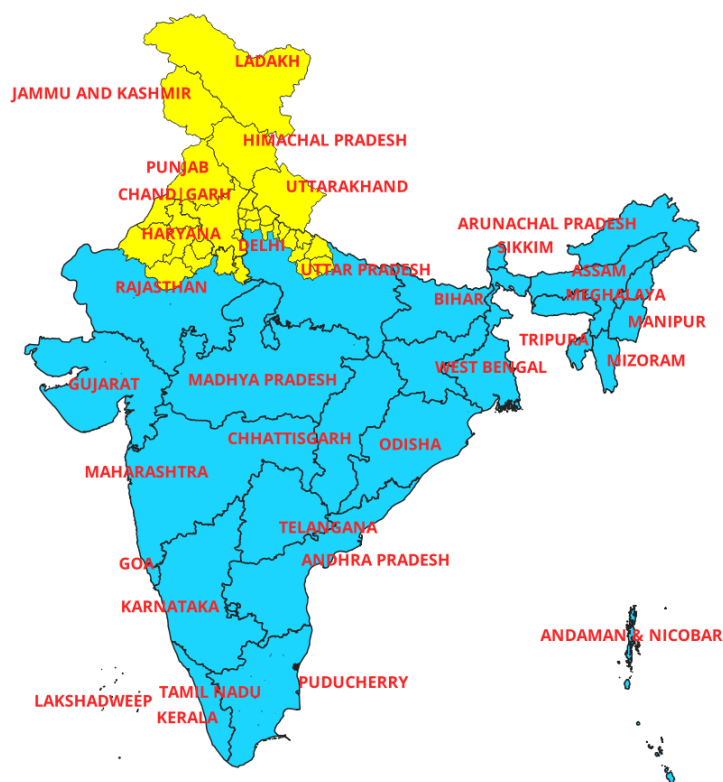 LADAKH
JAMMU AND KASHMIR
HIMACHAL PRADESH
PUNJAB
UTTARAKHAND
CHANDIGARH
ARUNACHAL PRADESH
HARYANA
DELHI
SIKKIM
UTTAR PRADESH
ASSAM
RAJASTHAN
MEGHALAYA
BIHAR
MANIPUR
TRIPURA
MIZORAM
WEST BENGAL
GUJARAT
MADHYA PRADESH
CHHATTISGARH
ODISHA
MAHARASHTRA
TELANGANA
ANDHRA PRADESH
GOA
KARNATAKA
ANDAMAN & NICOBAR
PUDUCHERRY
LAKSHADWEEP
TAMIL NADU
KERALA